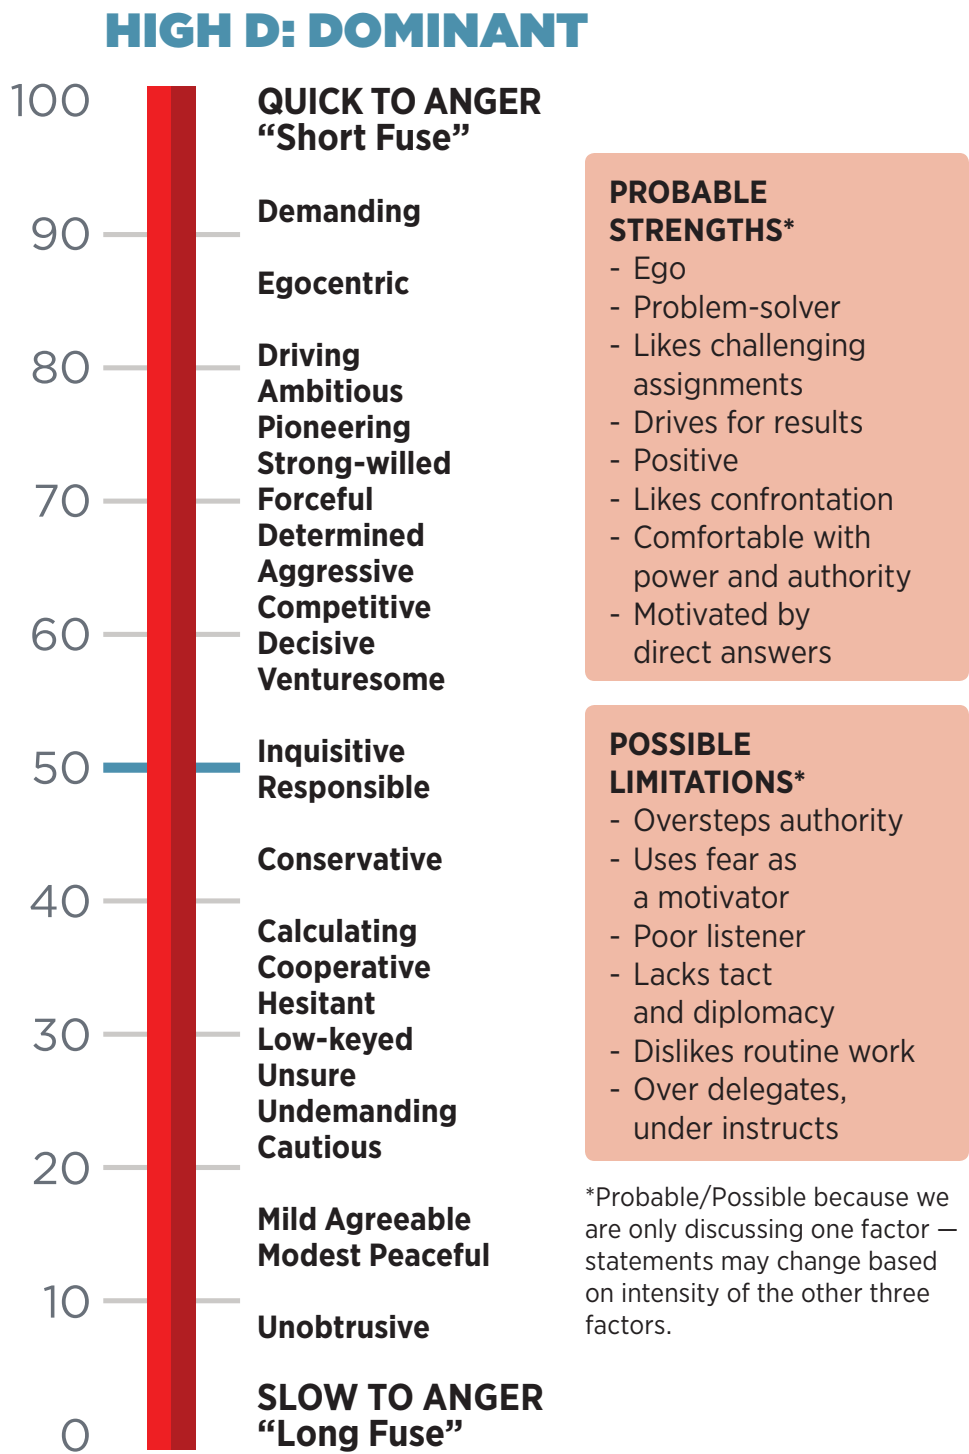 HIGH D: DOMINANT
100
QUICK TO ANGER
“Short Fuse”
Demanding
90
Egocentric
Driving
80
Ambitious
Pioneering
Strong-willed
70
Forceful
Determined
Aggressive
Competitive
60
Decisive
Venturesome
Inquisitive
50
Responsible
Conservative
40
Calculating
Cooperative
Hesitant
30
Low-keyed
Unsure
Undemanding
Cautious
20
Mild Agreeable
Modest Peaceful
10
Unobtrusive
SLOW TO ANGER
0
“Long Fuse”
PROBABLE
STRENGTHS*
- Ego
- Problem-solver
- Likes challenging
assignments
- Drives for results
- Positive
- Likes confrontation
- Comfortable with
power and authority
- Motivated by
direct answers
POSSIBLE
LIMITATIONS*
- Oversteps authority
- Uses fear as
a motivator
- Poor listener
- Lacks tact
and diplomacy
- Dislikes routine work
- Over delegates,
under instructs
*Probable/Possible because we
are only discussing one factor —
statements may change based
on intensity of the other three
factors.